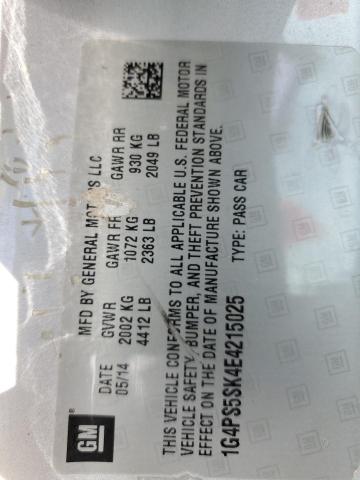 GM
MFD BY GENERAL MOTORS LLC
DATE GVWR GAWR FR GAWR RR
05/14 2002 KG 1072 KG 930 KG
4412 LB 2363 LB 2049 LB
THIS VEHICLE CONFORMS TO ALL APPLICABLE U.S. FEDERAL MOTOR
VEHICLE SAFETY, BUMPER, AND THEFT PREVENTION STANDARDS IN
EFFECT ON THE DATE OF MANUFACTURE SHOWN ABOVE.
1G4PS5SK4E4215025 TYPE: PASS CAR